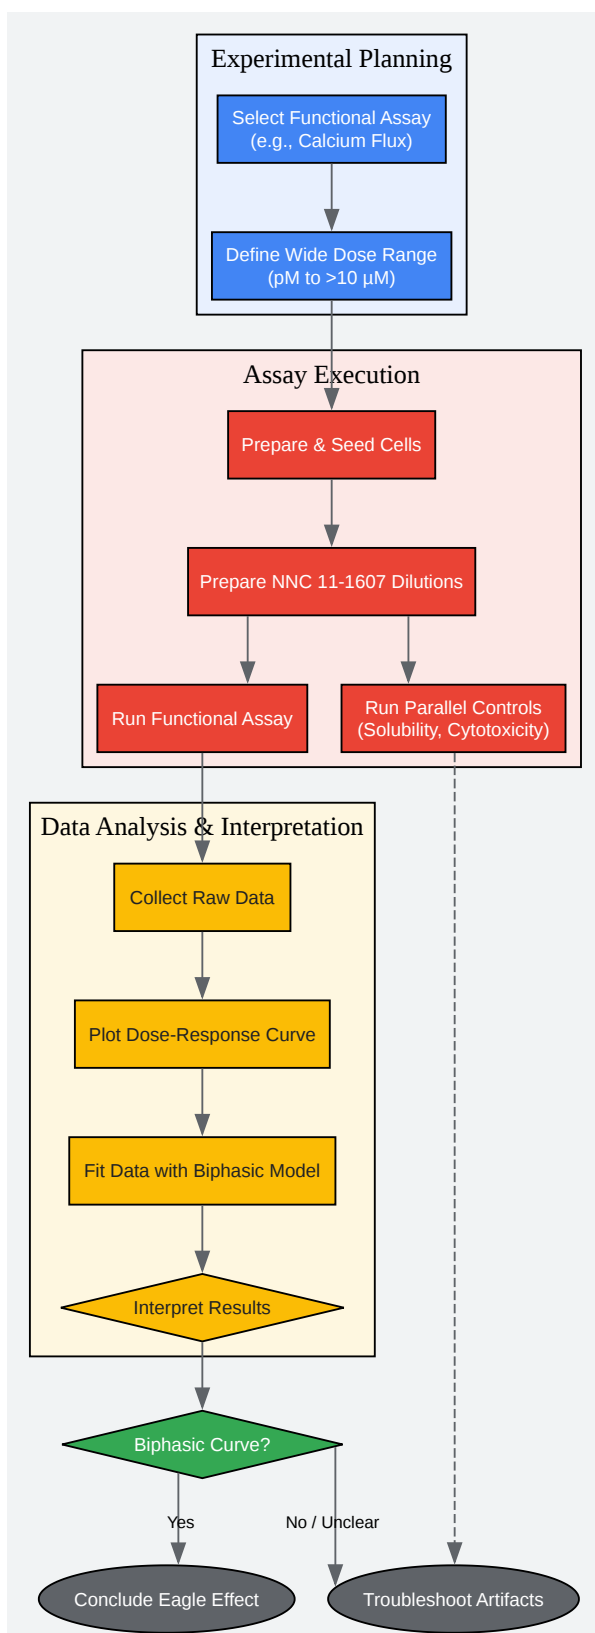 Experimental Planning
Select Functional Assay
(e.g., Calcium Flux)
Define Wide Dose Range
(pM to >10 µM)
Assay Execution
Prepare & Seed Cells
Prepare NNC 11-1607 Dilutions
Run Functional Assay
Run Parallel Controls
(Solubility, Cytotoxicity)
Data Analysis & Interpretation
Collect Raw Data
Plot Dose-Response Curve
Fit Data with Biphasic Model
Interpret Results
Biphasic Curve?
Yes
No / Unclear
Conclude Eagle Effect
Troubleshoot Artifacts